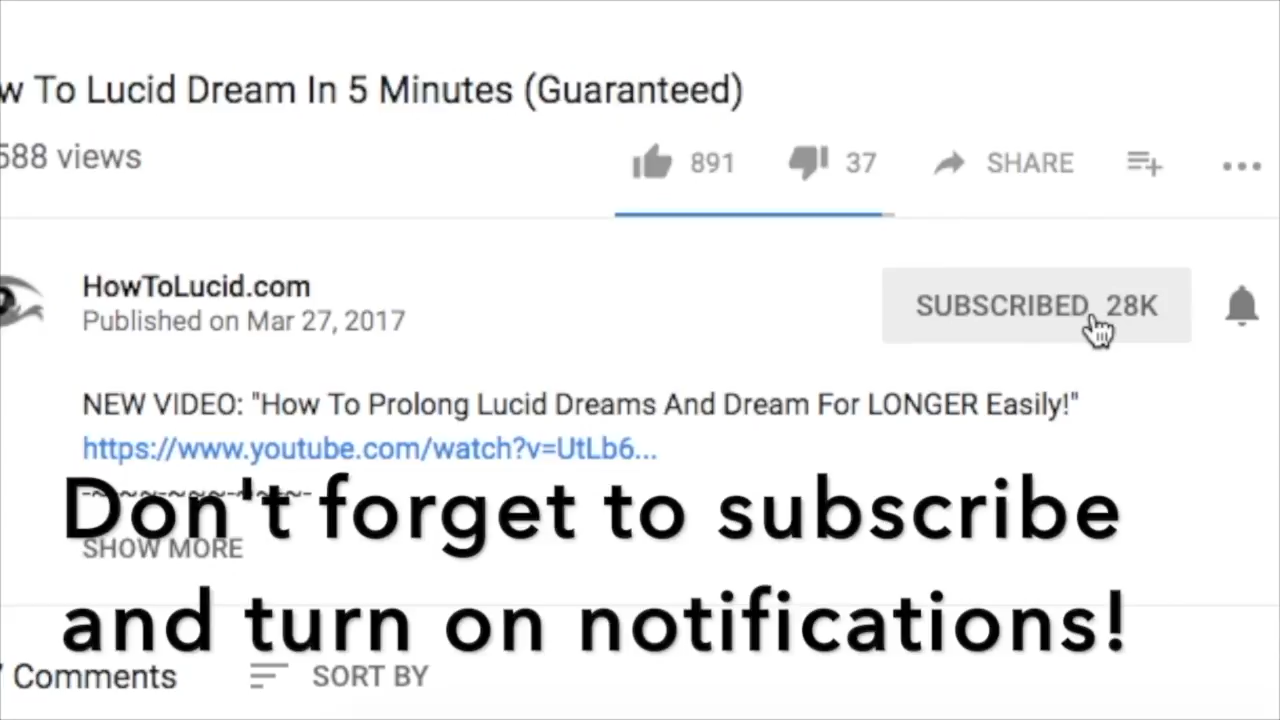 w To Lucid Dream In 5 Minutes (Guaranteed)
588 views
891
37
SHARE
HowToLucid.com
Published on Mar 27, 2017
SUBSCRIBED 28K
NEW VIDEO: "How To Prolong Lucid Dreams And Dream For LONGER Easily!"
https://www.youtube.com/watch?v=UtLb6...
Don't forget to subscribe
SHOW MORE
and turn on notifications!
Comments
SORT BY